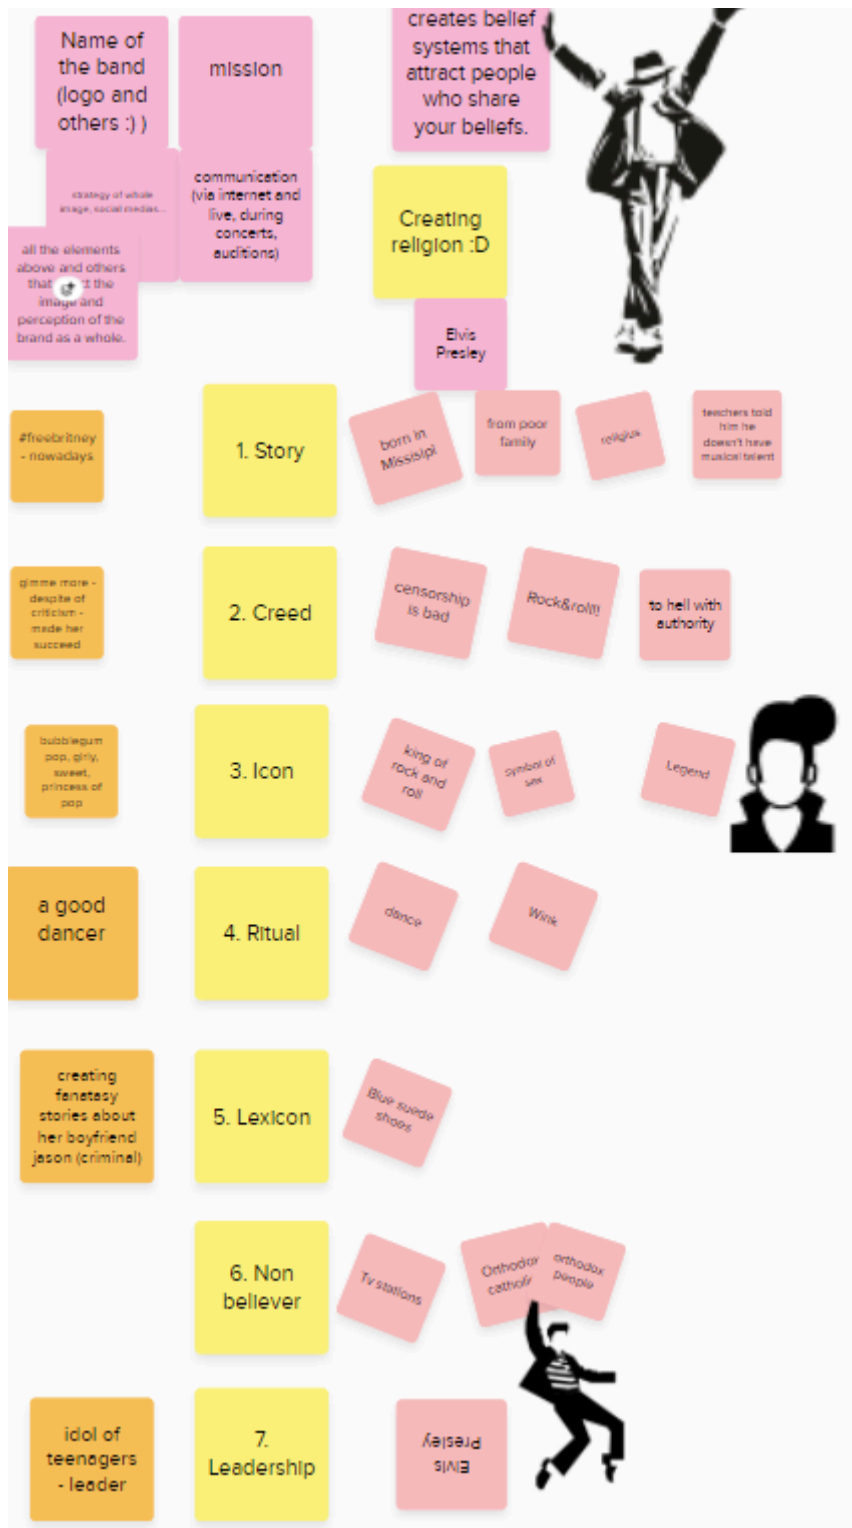 Name of
the band
(logo and
others :) )
mission
creates belief
systems that
attract people
who share
your beliefs.
strategy of whole
image, social medias...
communication
(via internet and
live, during
concerts,
auditions)
all the elements
above and others
that the
image and
perception of the
brand as a whole.
Creating
religion :D
Elvis
Presley
#freebritney
- nowadays
1. Story
born in
Missisipi
from poor
family
religius
teachers told
him he
doesn't have
musical talent
gimme more -
despite of
criticism -
made her
succeed
2. Creed
censorship
is bad
Rock&roll!!
to hell with
authority
bubblegum
pop, girly,
sweet,
princess of
pop
3. Icon
king of
rock and
roll
symbol of
sex
Legend
a good
dancer
4. Ritual
dance
Wink
creating
fanatasy
stories about
her boyfriend
jason (criminal)
5. Lexicon
Blue suede
shoes
6. Non
believer
Tv stations
Orthodox
orthodox
people
idol of
teenagers
- leader
7.
Leadership
Elvis
Presley